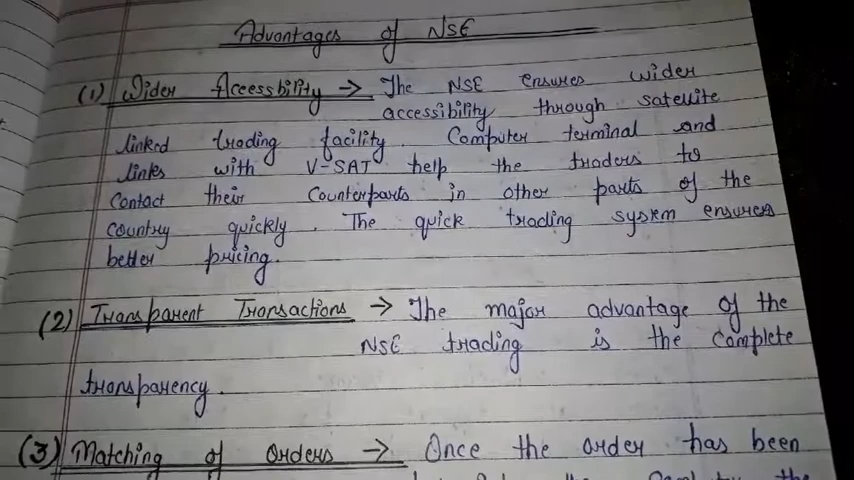 Advantages of NSE
(1) Wider Accessbility → The NSE ensures wider
accessibility through satellite
linked trading facility. Computer terminal and
links with V-SAT help the traders to
contact their counterparts in other parts of the
country quickly. The quick trading system ensures
better pricing.
(2) Transparent Transactions → The major advantage of the
NSE trading is the complete
transparency.
(3) Matching of Orders → Once the order has been
the